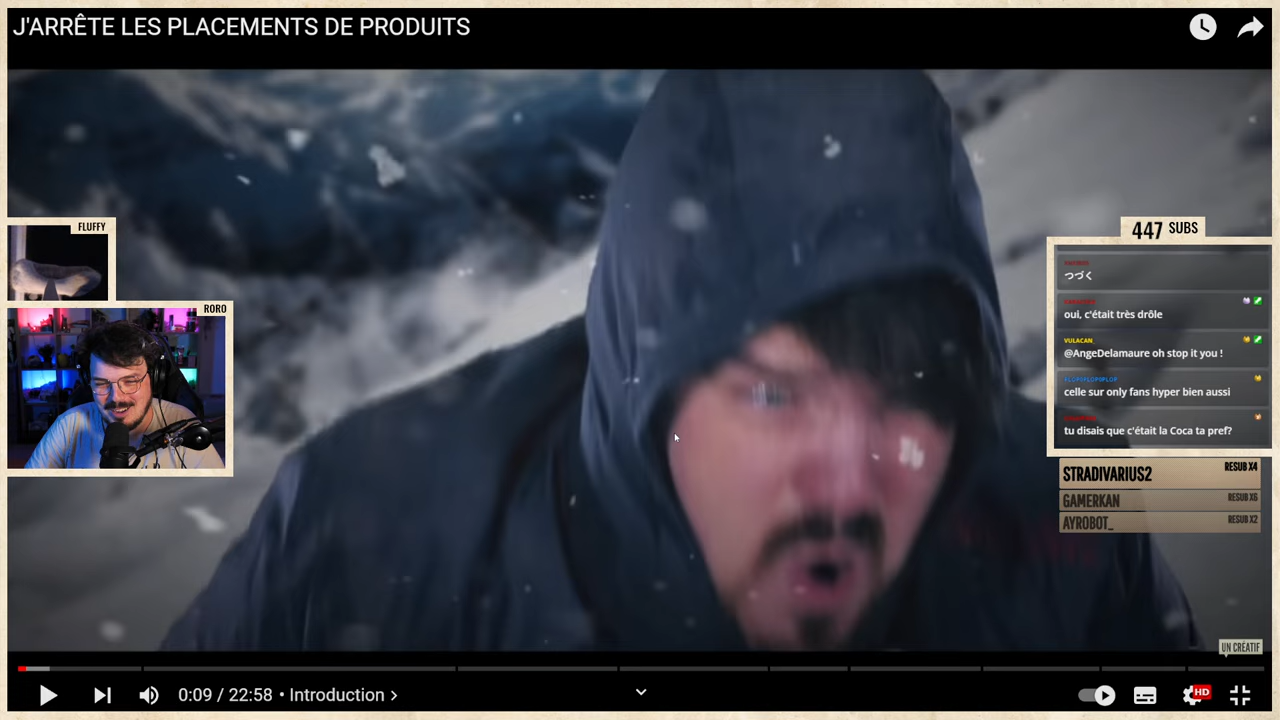 J'ARRÊTE LES PLACEMENTS DE PRODUITS
FLUFFY
RORO
447 SUBS
つづく
oui, c'était très drôle
VULACAN_
@AngeDelamaure oh stop it you !
celle sur only fans hyper bien aussi
tu disais que c'était la Coca ta pref?
STRADIVARIUS2 RESUB X4
GAMERKAN RESUB X6
AYROBOT_ RESUB X2
UN CRÉATIF
0:09 / 22:58 • Introduction
HD